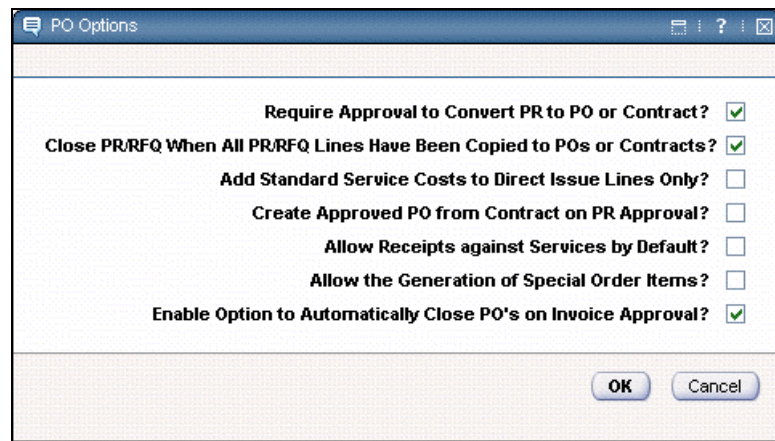 PO Options
?
Require Approval to Convert PR to PO or Contract?
Close PR/RFQ When All PR/RFQ Lines Have Been Copied to POs or Contracts?
Add Standard Service Costs to Direct Issue Lines Only?
Create Approved PO from Contract on PR Approval?
Allow Receipts against Services by Default?
Allow the Generation of Special Order Items?
Enable Option to Automatically Close PO's on Invoice Approval?
OK
Cancel